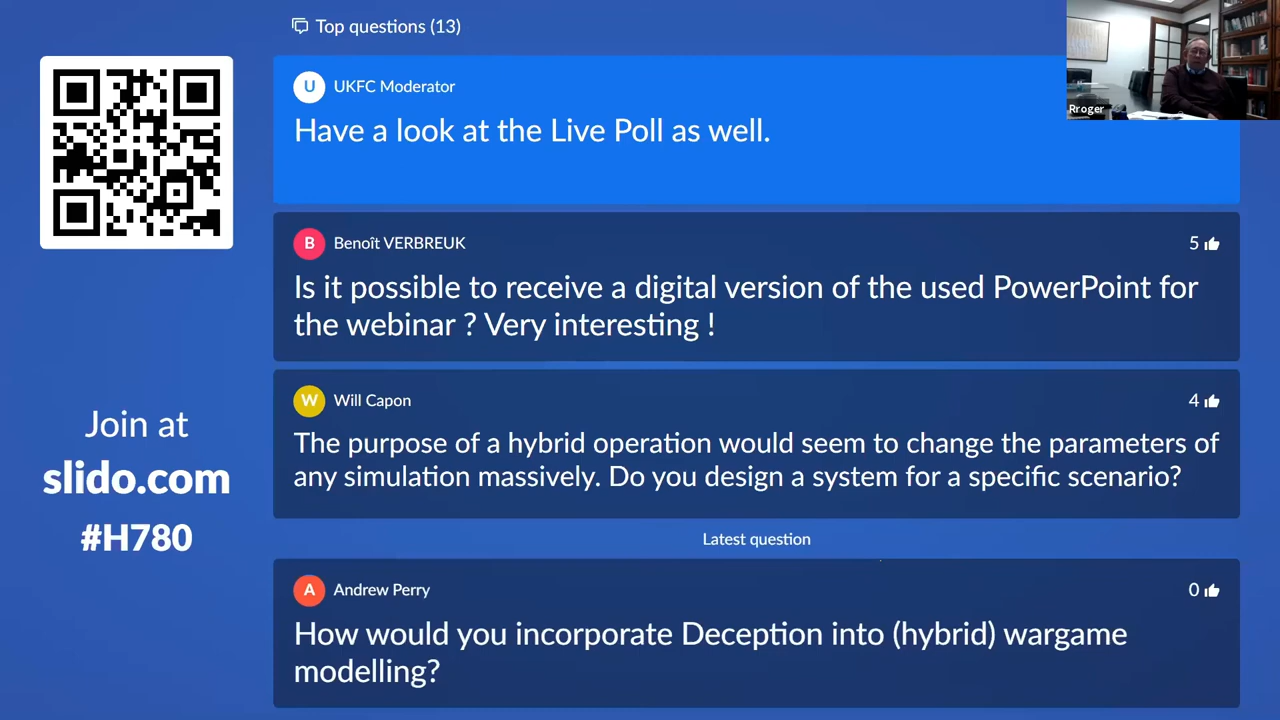 Top questions (13)
U UKFC Moderator
Have a look at the Live Poll as well.
Rroger
B Benoît VERBREUK 5
Is it possible to receive a digital version of the used PowerPoint for
the webinar ? Very interesting !
W Will Capon 4
The purpose of a hybrid operation would seem to change the parameters of
any simulation massively. Do you design a system for a specific scenario?
Latest question
A Andrew Perry 0
How would you incorporate Deception into (hybrid) wargame
modelling?
Join at
slido.com
#H780